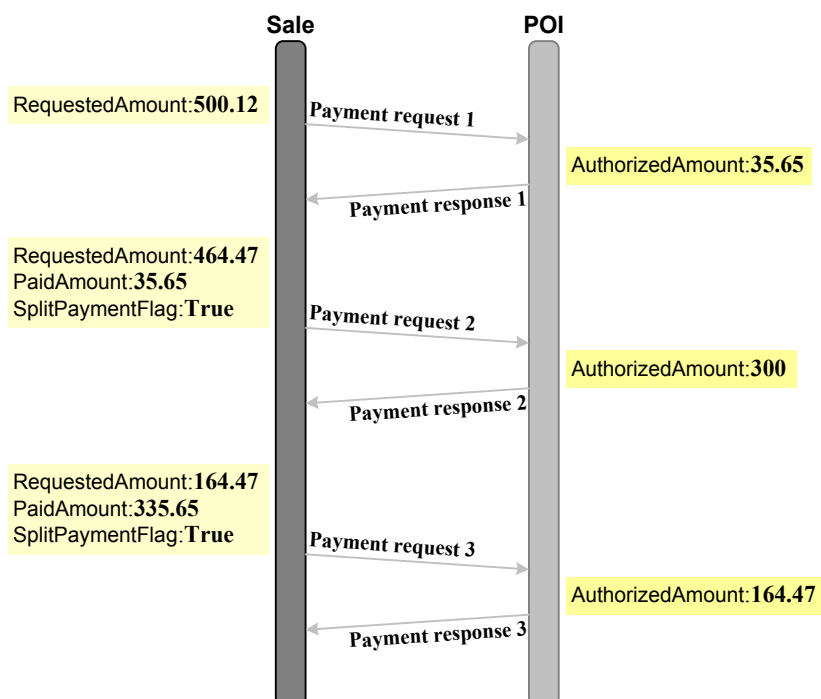 Sale
POI
RequestedAmount:500.12
Payment request 1
AuthorizedAmount:35.65
Payment response 1
RequestedAmount:464.47
PaidAmount:35.65
SplitPaymentFlag:True
Payment request 2
AuthorizedAmount:300
Payment response 2
RequestedAmount:164.47
PaidAmount:335.65
SplitPaymentFlag:True
Payment request 3
AuthorizedAmount:164.47
Payment response 3